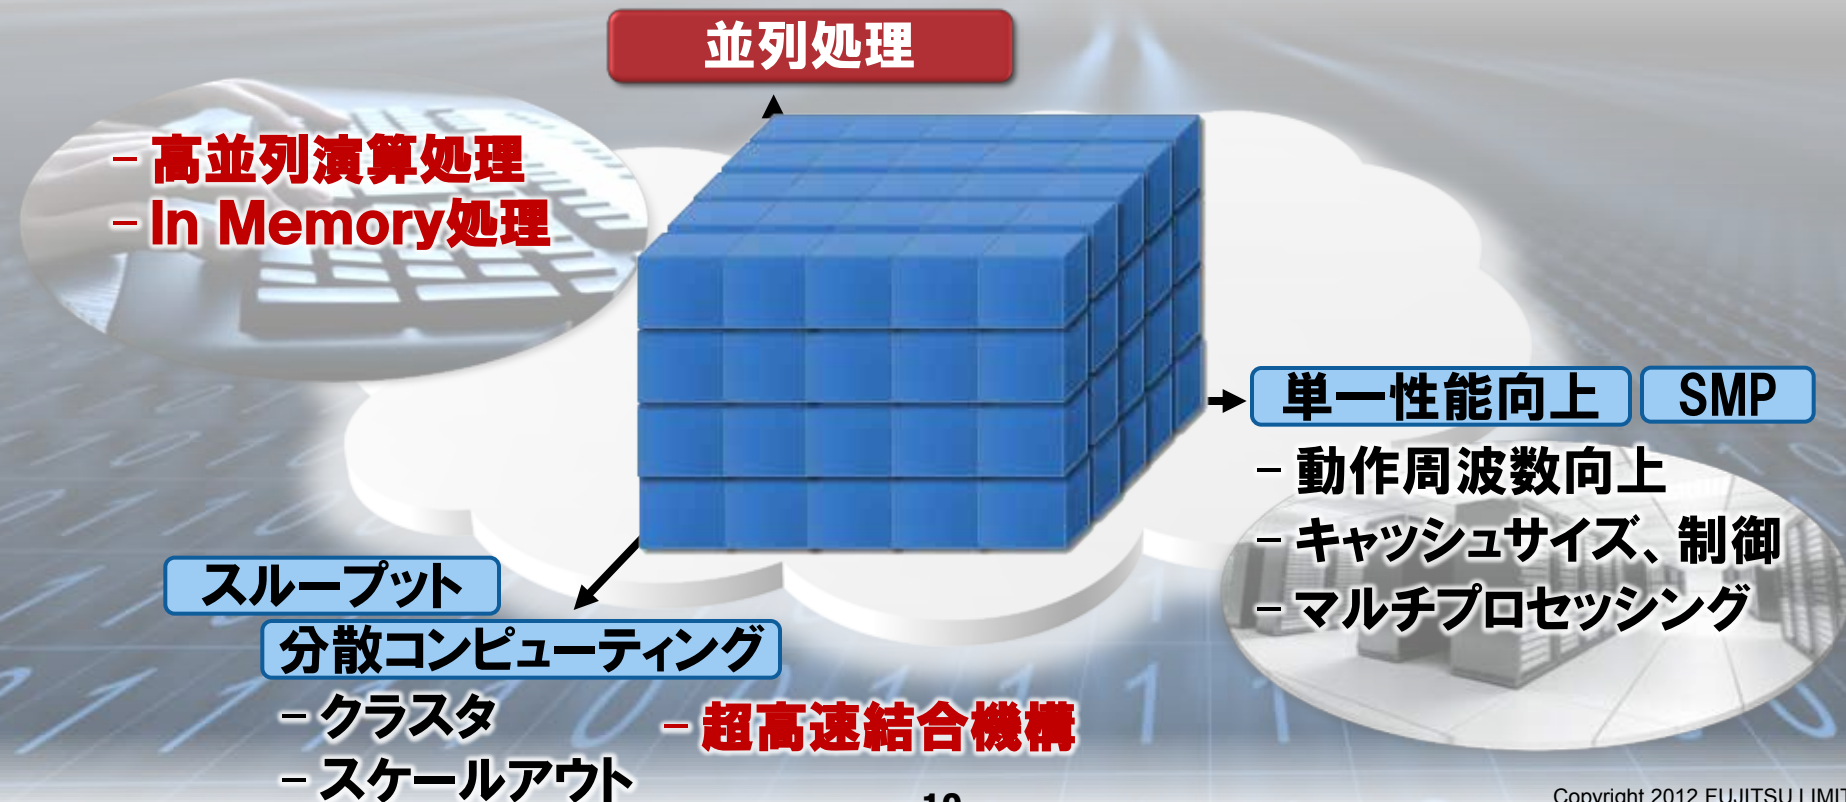 並列処理
－高並列演算処理
－In Memory処理
単一性能向上
SMP
－動作周波数向上
－キャッシュサイズ、制御
－マルチプロセッシング
スループット
分散コンピューティング
－クラスタ
－スケールアウト
－超高速結合機構
Copyright 2012 FUJITSU LIMIT